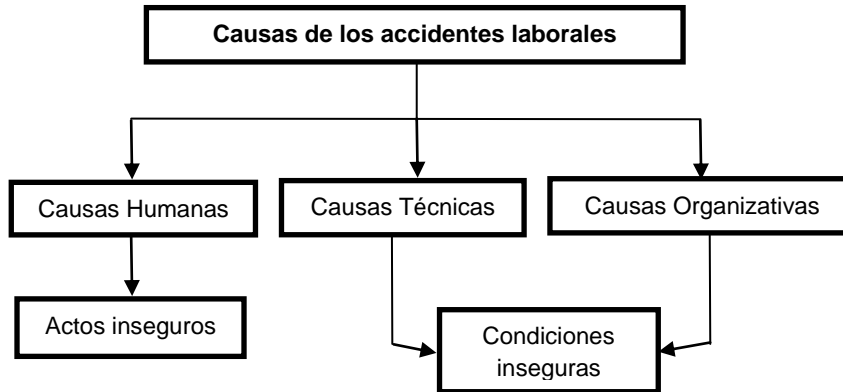 Causas de los accidentes laborales
Causas Humanas
Causas Técnicas
Causas Organizativas
Actos inseguros
Condiciones
inseguras